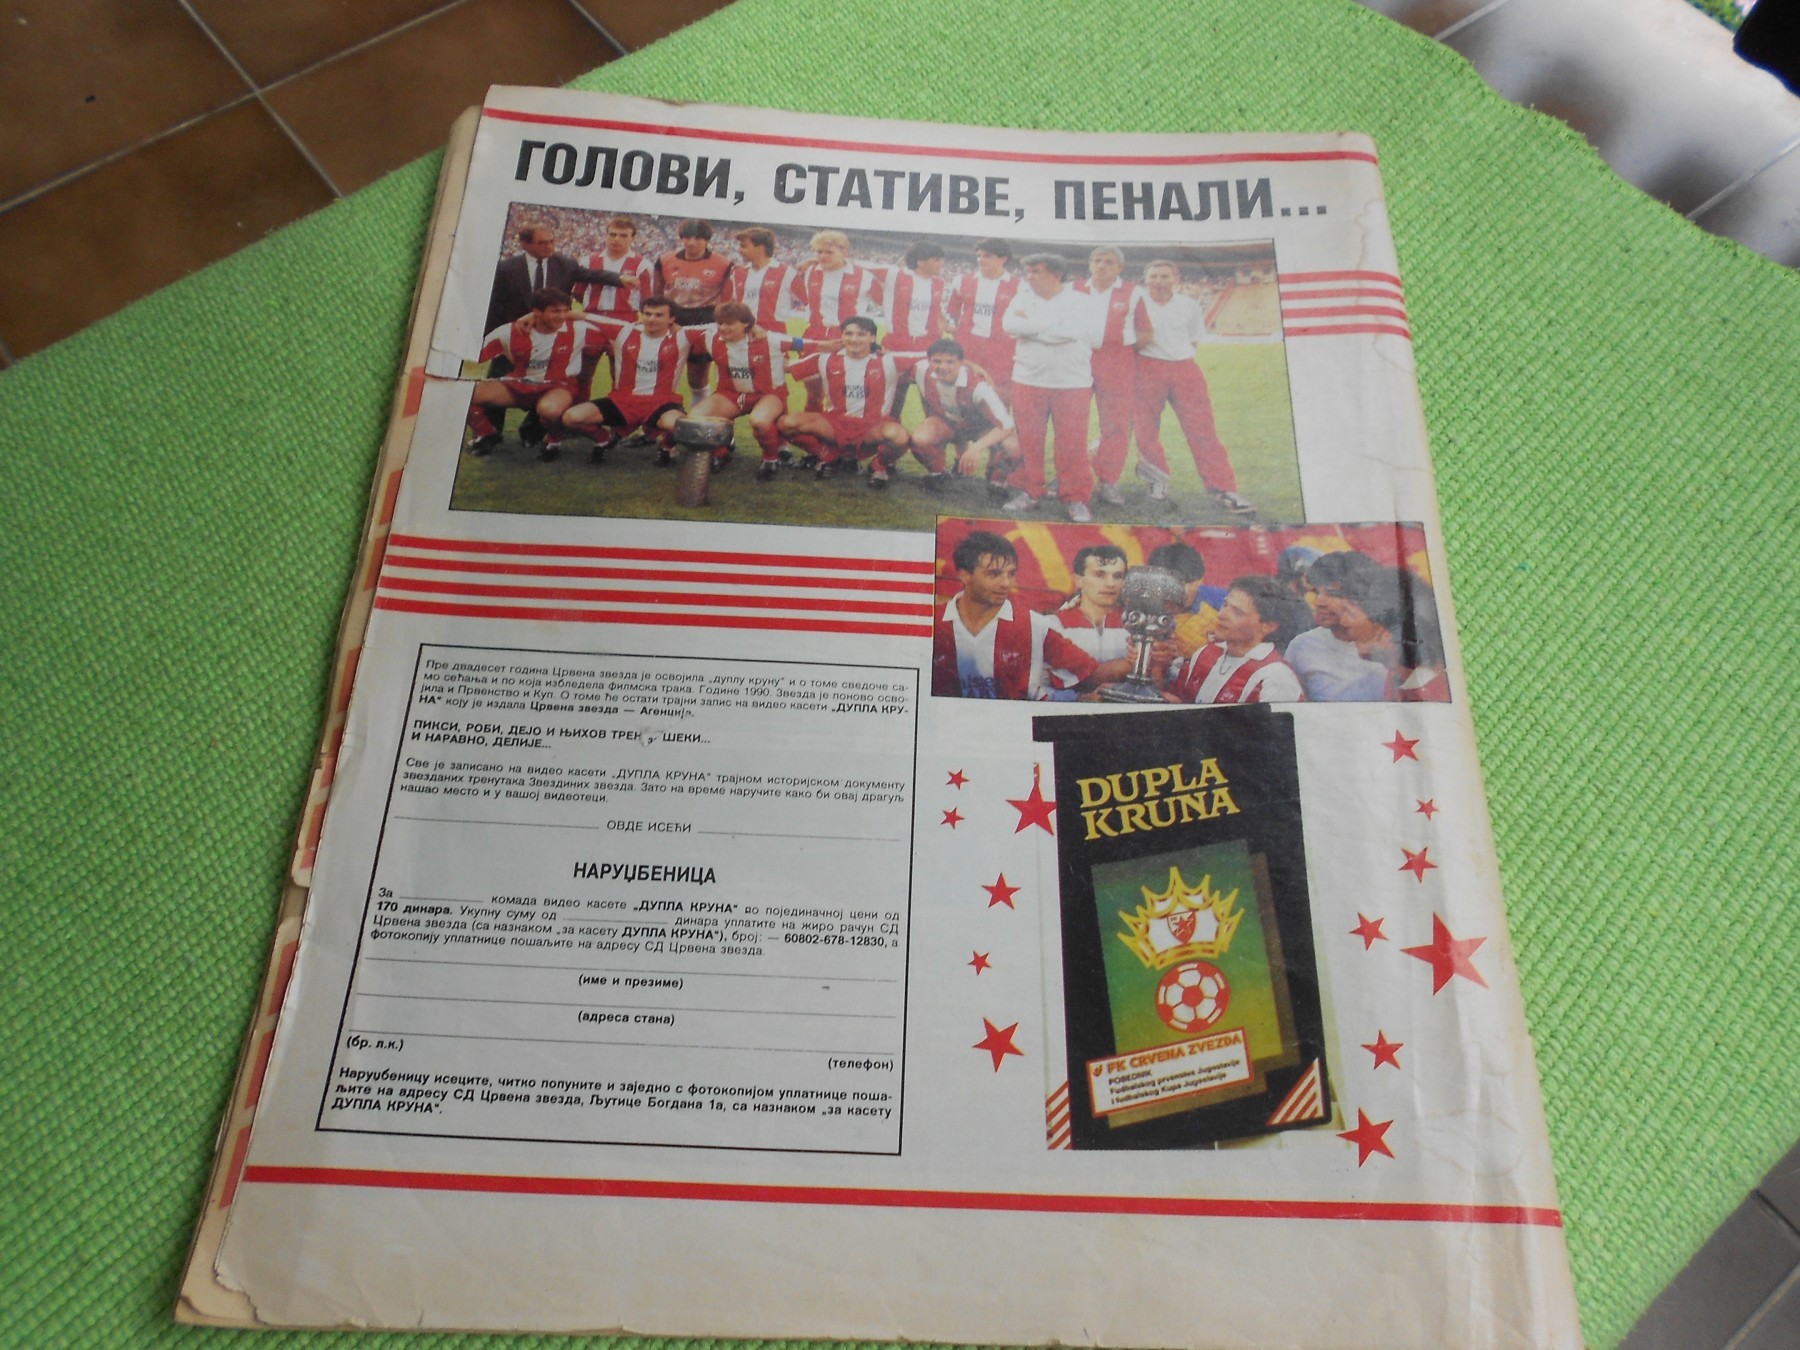 ГОЛОВИ, СТАТИВЕ, ПЕНАЛИ...
Пре двадесет година Црвена звезда је освојила „дуплу круну“ и о томе сведоче са-
мо сећања и по која избледела филмска трака. Године 1990. Звезда је поново осво-
јила и Првенство и Куп. О томе ће остати трајни запис на видео касети „ДУПЛА КРУ-
НА“ коју је издала Црвена звезда — Агенција.
ПИКСИ, РОБИ, ДЕЈО И ЊИХОВ ШЕКИ...
И НАРАВНО, ДЕЛИЈЕ...
Све је записано на видео касети „ДУПЛА КРУНА“ трајном историјском документу
звезданих тренутака Звездиних звезда. Зато на време наручите како би овај драгуљ
нашао место и у вашој видеотеци.
ОВДЕ ИСЕЋИ
НАРУЏБЕНИЦА
За комада видео касете „ДУПЛА КРУНА“ по појединачној цени од
170 динара. Укупну суму од динара уплатите на жиро рачун СД
Црвена звезда (са назнаком „за касету ДУПЛА КРУНА“), број: — 60802-678-12830, а
фотокопију уплатнице пошаљите на адресу СД Црвена звезда.
(име и презиме)
(адреса стана)
(бр. л.к.)
(телефон)
Наруџбеницу исеците, читко попуните и заједно с фотокопијом уплатнице поша-
љите на адресу СД Црвена звезда, Љутице Богдана 1а, са назнаком „за касету
ДУПЛА КРУНА“.
DUPLA
KRUNA
FK CRVENA ZVEZDA
POBEDNIK
Fudbalskog prvenstva Jugoslavije
i fudbalskog Kupa Jugoslavije